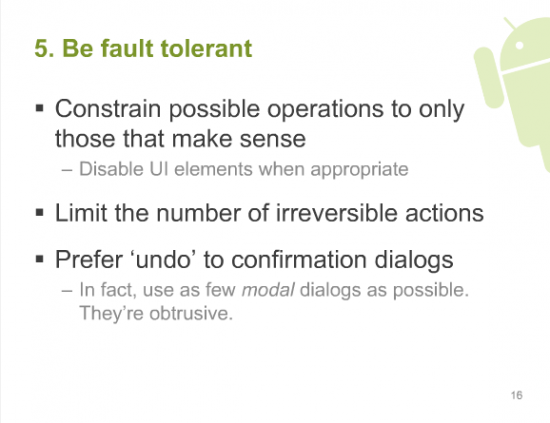 5. Be fault tolerant
▪ Constrain possible operations to only
those that make sense
– Disable UI elements when appropriate
▪ Limit the number of irreversible actions
▪ Prefer ‘undo’ to confirmation dialogs
– In fact, use as few modal dialogs as possible.
They’re obtrusive.
16